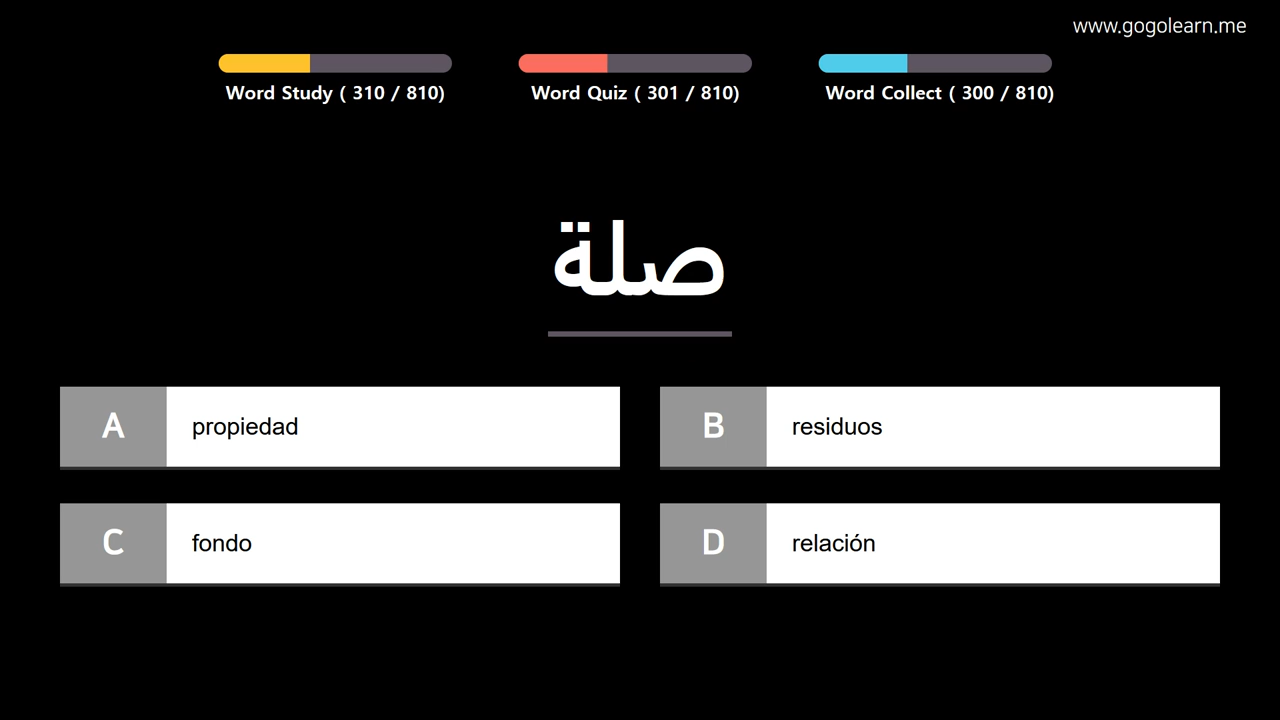 www.gogolearn.me
Word Study ( 310 / 810)
Word Quiz ( 301 / 810)
Word Collect ( 300 / 810)
صلة
A propiedad
B residuos
C fondo
D relación